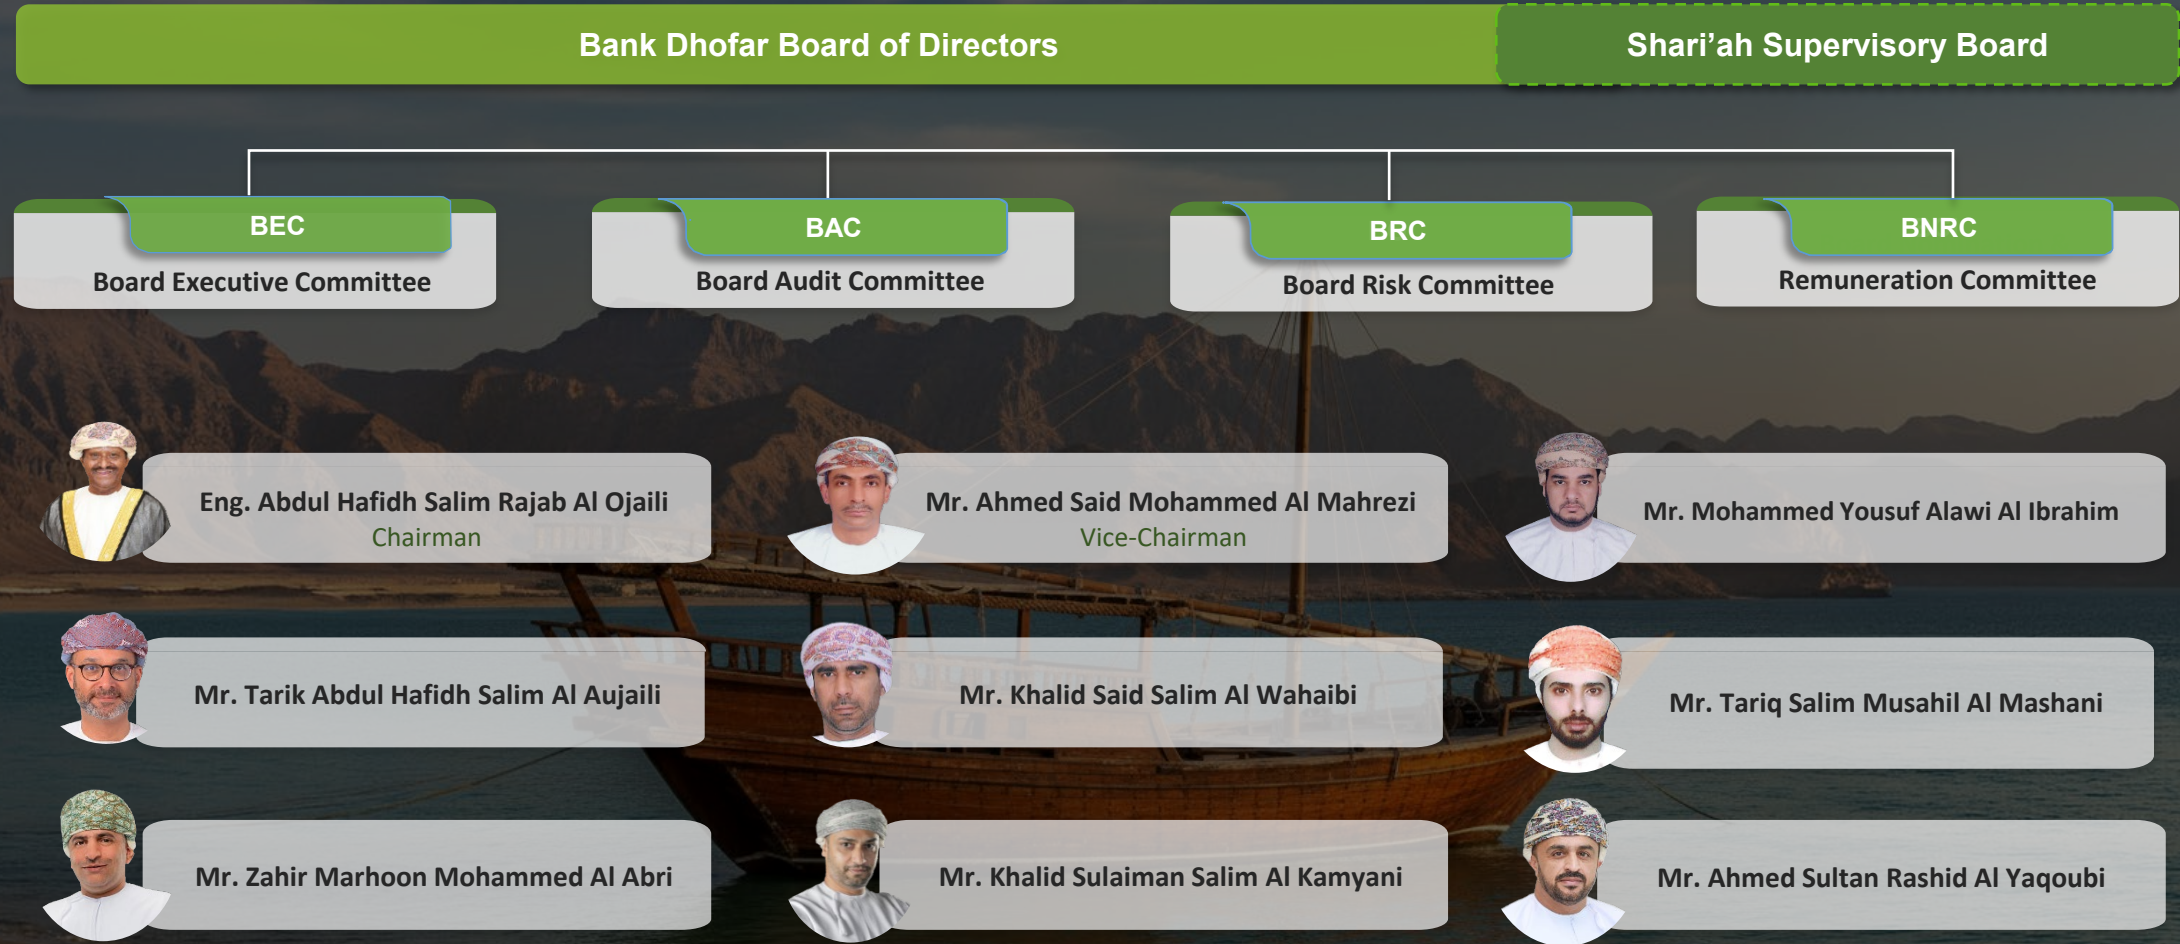 Bank Dhofar Board of Directors
Shari’ah Supervisory Board
BEC
Board Executive Committee
BAC
Board Audit Committee
BRC
Board Risk Committee
BNRC
Remuneration Committee
Eng. Abdul Hafidh Salim Rajab Al Ojaili
Chairman
Mr. Ahmed Said Mohammed Al Mahrezi
Vice-Chairman
Mr. Mohammed Yousuf Alawi Al Ibrahim
Mr. Tarik Abdul Hafidh Salim Al Aujaili
Mr. Khalid Said Salim Al Wahaibi
Mr. Tariq Salim Musahil Al Mashani
Mr. Zahir Marhoon Mohammed Al Abri
Mr. Khalid Sulaiman Salim Al Kamyani
Mr. Ahmed Sultan Rashid Al Yaqoubi